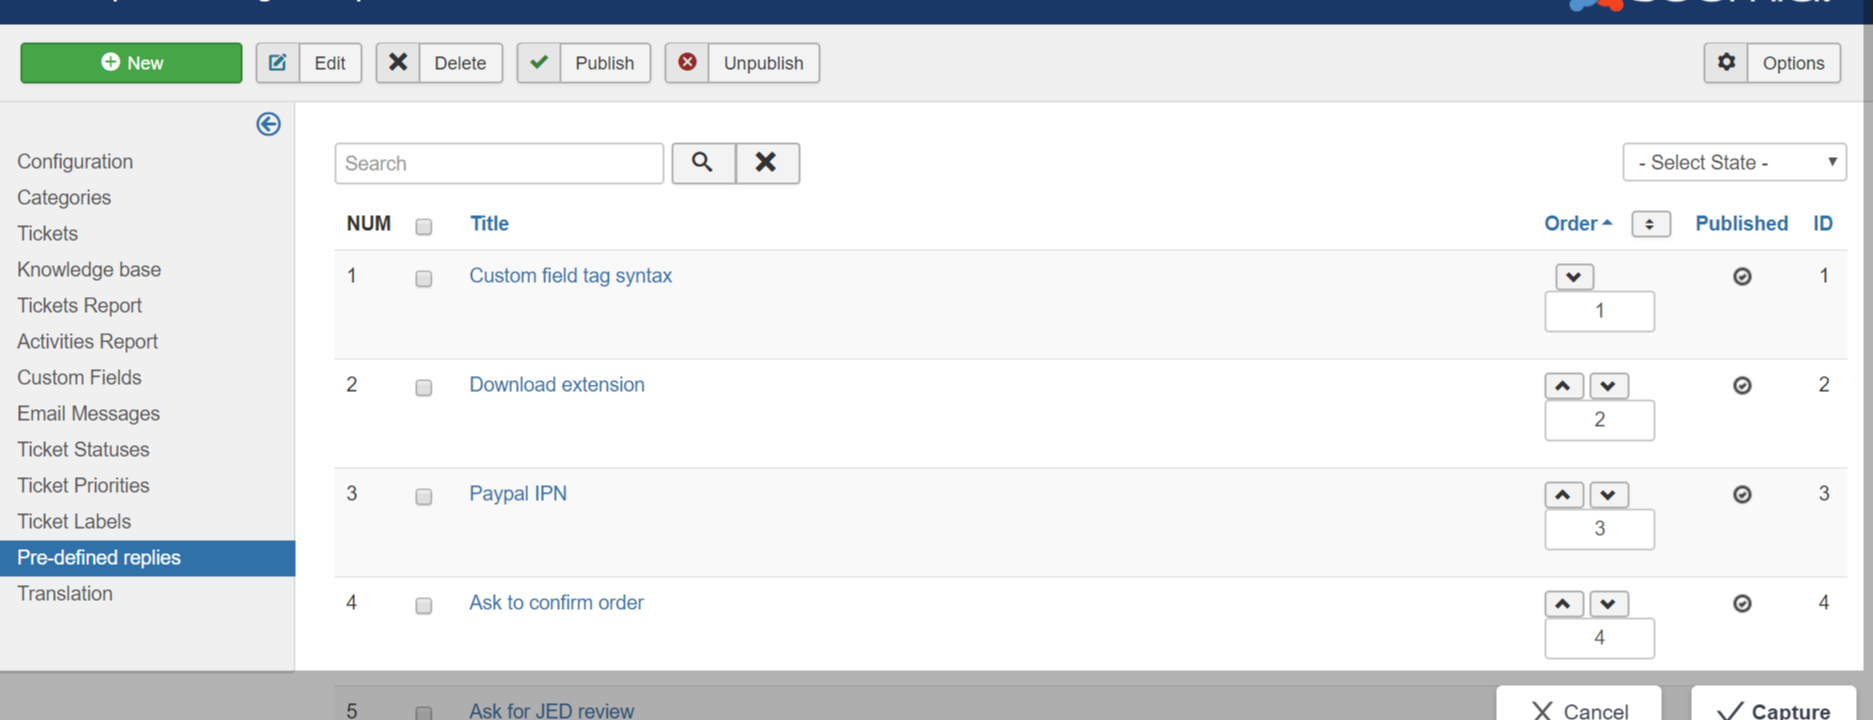 New Edit Delete Publish Unpublish Options
Configuration
Categories
Tickets
Knowledge base
Tickets Report
Activities Report
Custom Fields
Email Messages
Ticket Statuses
Ticket Priorities
Ticket Labels
Pre-defined replies
Translation
Search - Select State -
NUM Title Order Published ID
1 Custom field tag syntax 1
1
2 Download extension 2
2
3 Paypal IPN 3
3
4 Ask to confirm order 4
4
5 Ask for JED review
Cancel Capture